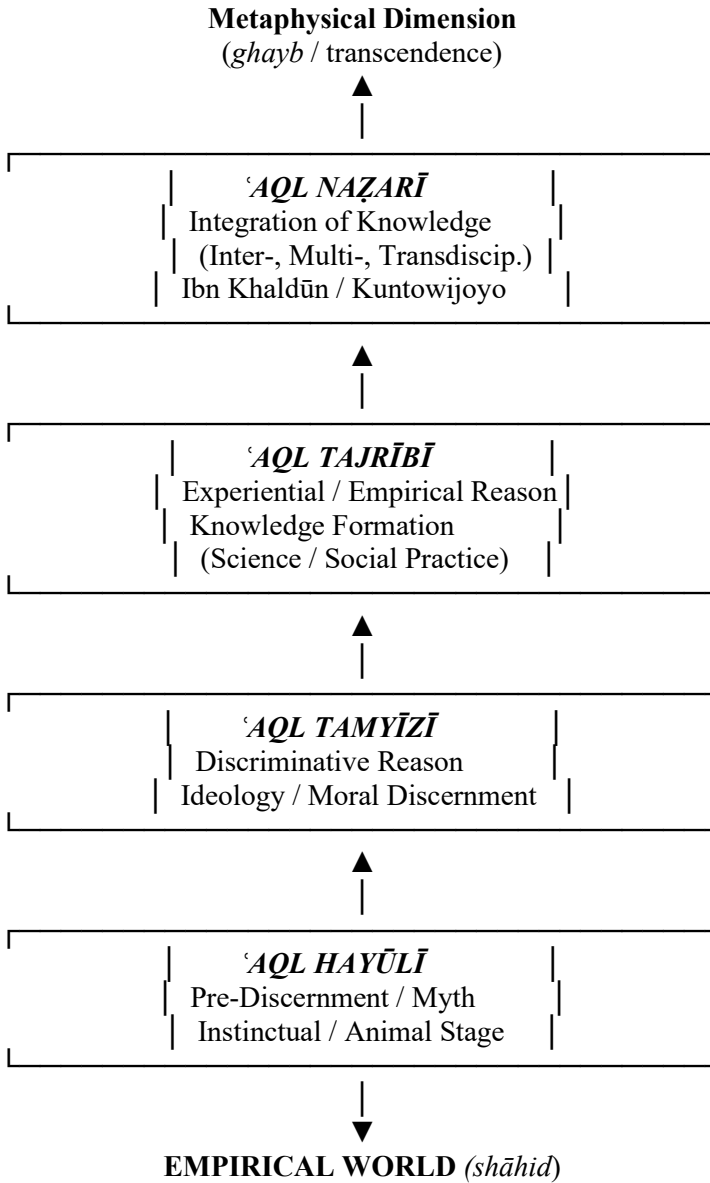 Metaphysical Dimension
(ghayb / transcendence)
ʿAQL NAẒARĪ
Integration of Knowledge
(Inter-, Multi-, Transdiscip.)
Ibn Khaldūn / Kuntowijoyo
ʿAQL TAJRĪBĪ
Experiential / Empirical Reason
Knowledge Formation
(Science / Social Practice)
ʿAQL TAMYĪZĪ
Discriminative Reason
Ideology / Moral Discernment
ʿAQL HAYŪLĪ
Pre-Discernment / Myth
Instinctual / Animal Stage
EMPIRICAL WORLD (shāhid)